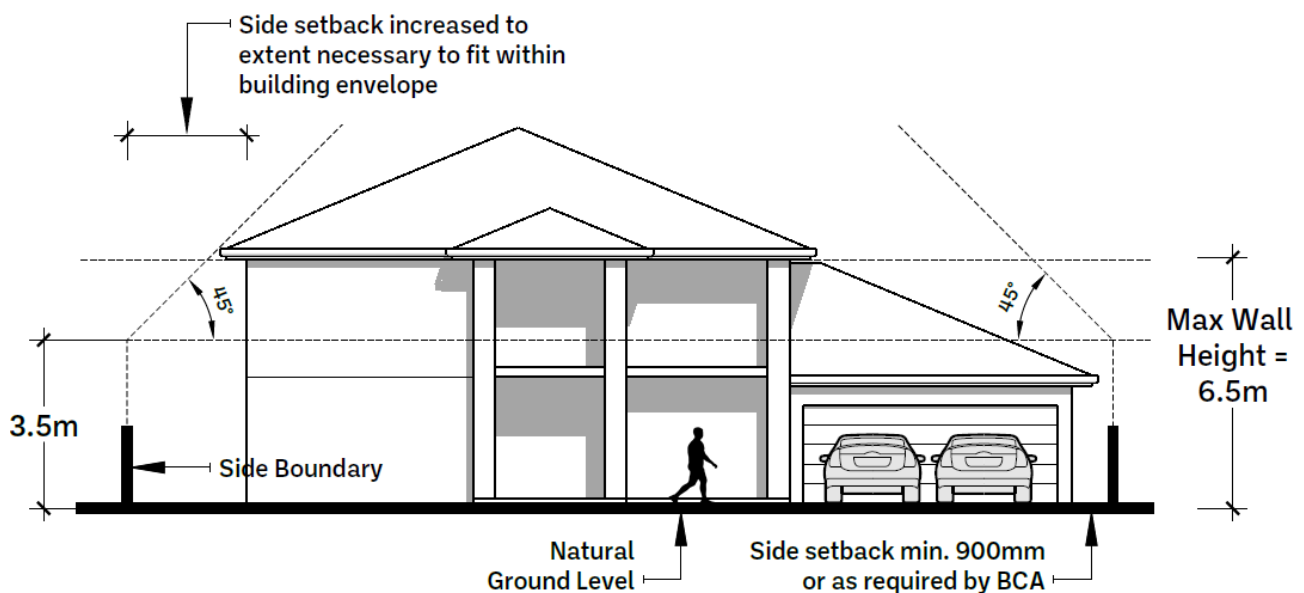 Side setback increased to
extent necessary to fit within
building envelope
45°
45°
Max Wall
Height =
6.5m
3.5m
Side Boundary
Natural
Ground Level
Side setback min. 900mm
or as required by BCA